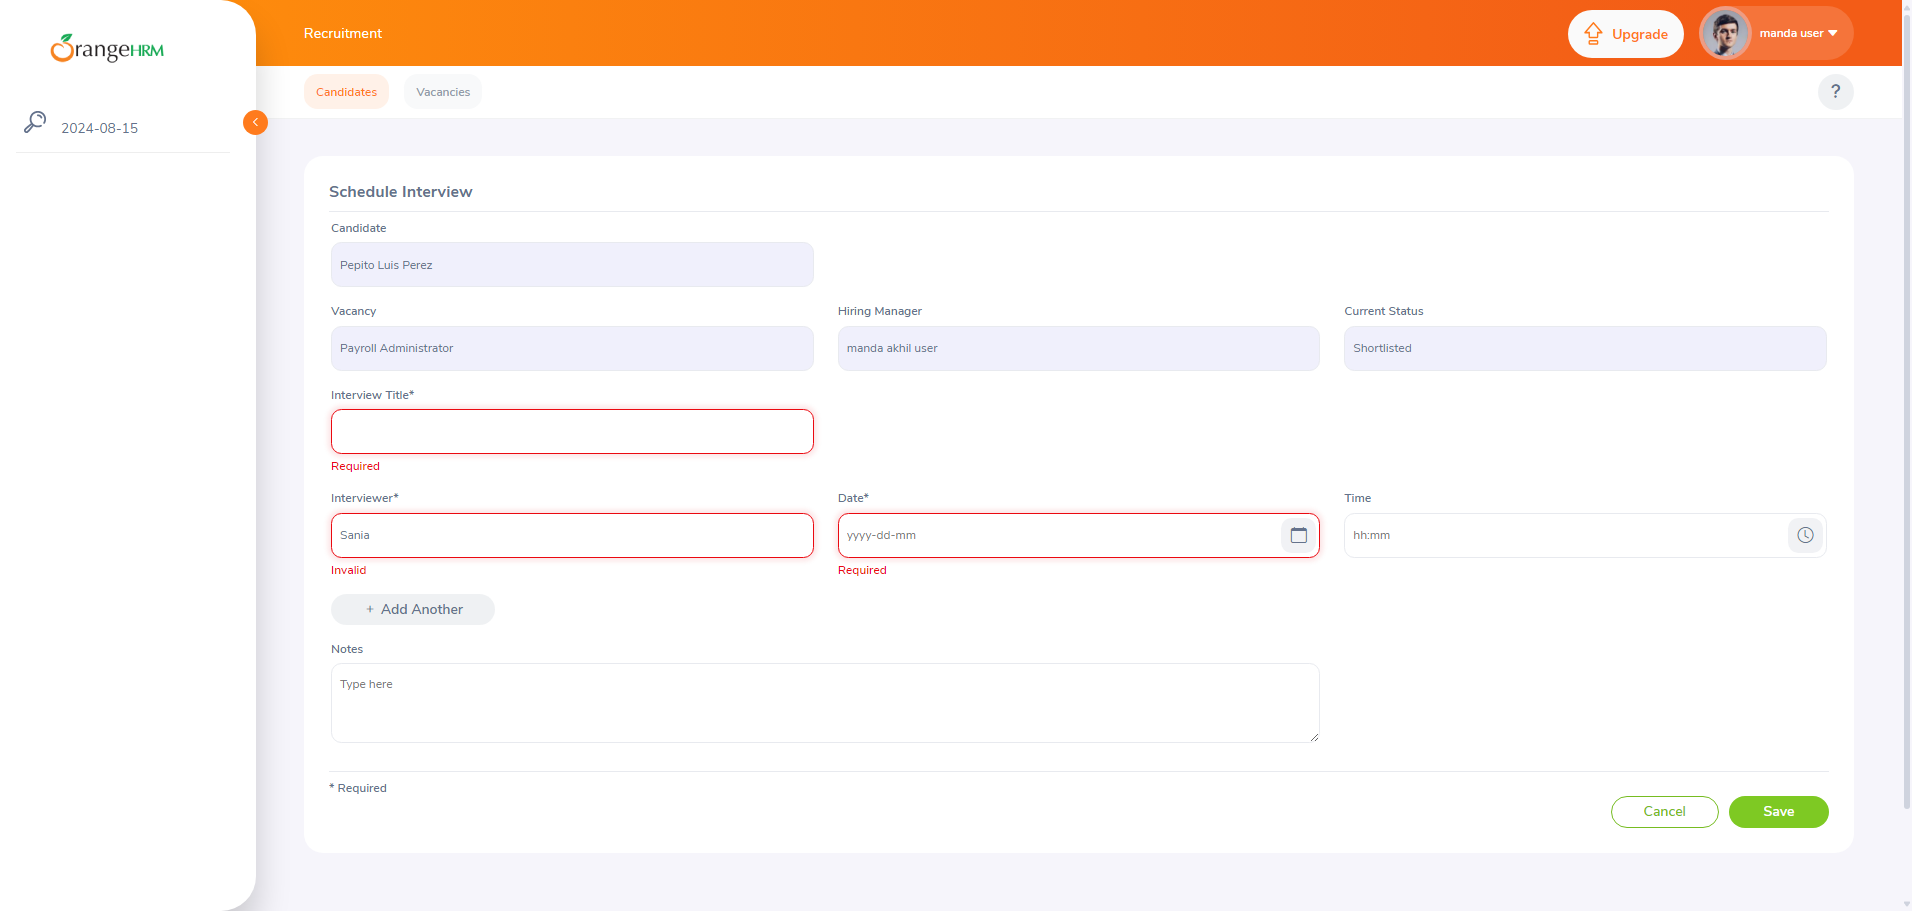 OrangeHRM
2024-08-15
Recruitment
Upgrade
manda user
Candidates
Vacancies
?
Schedule Interview
Candidate
Pepito Luis Perez
Vacancy
Hiring Manager
Current Status
Payroll Administrator
manda akhil user
Shortlisted
Interview Title*
Required
Interviewer*
Date*
Time
Sania
yyyy-dd-mm
hh:mm
Invalid
Required
+ Add Another
Notes
Type here
* Required
Cancel
Save